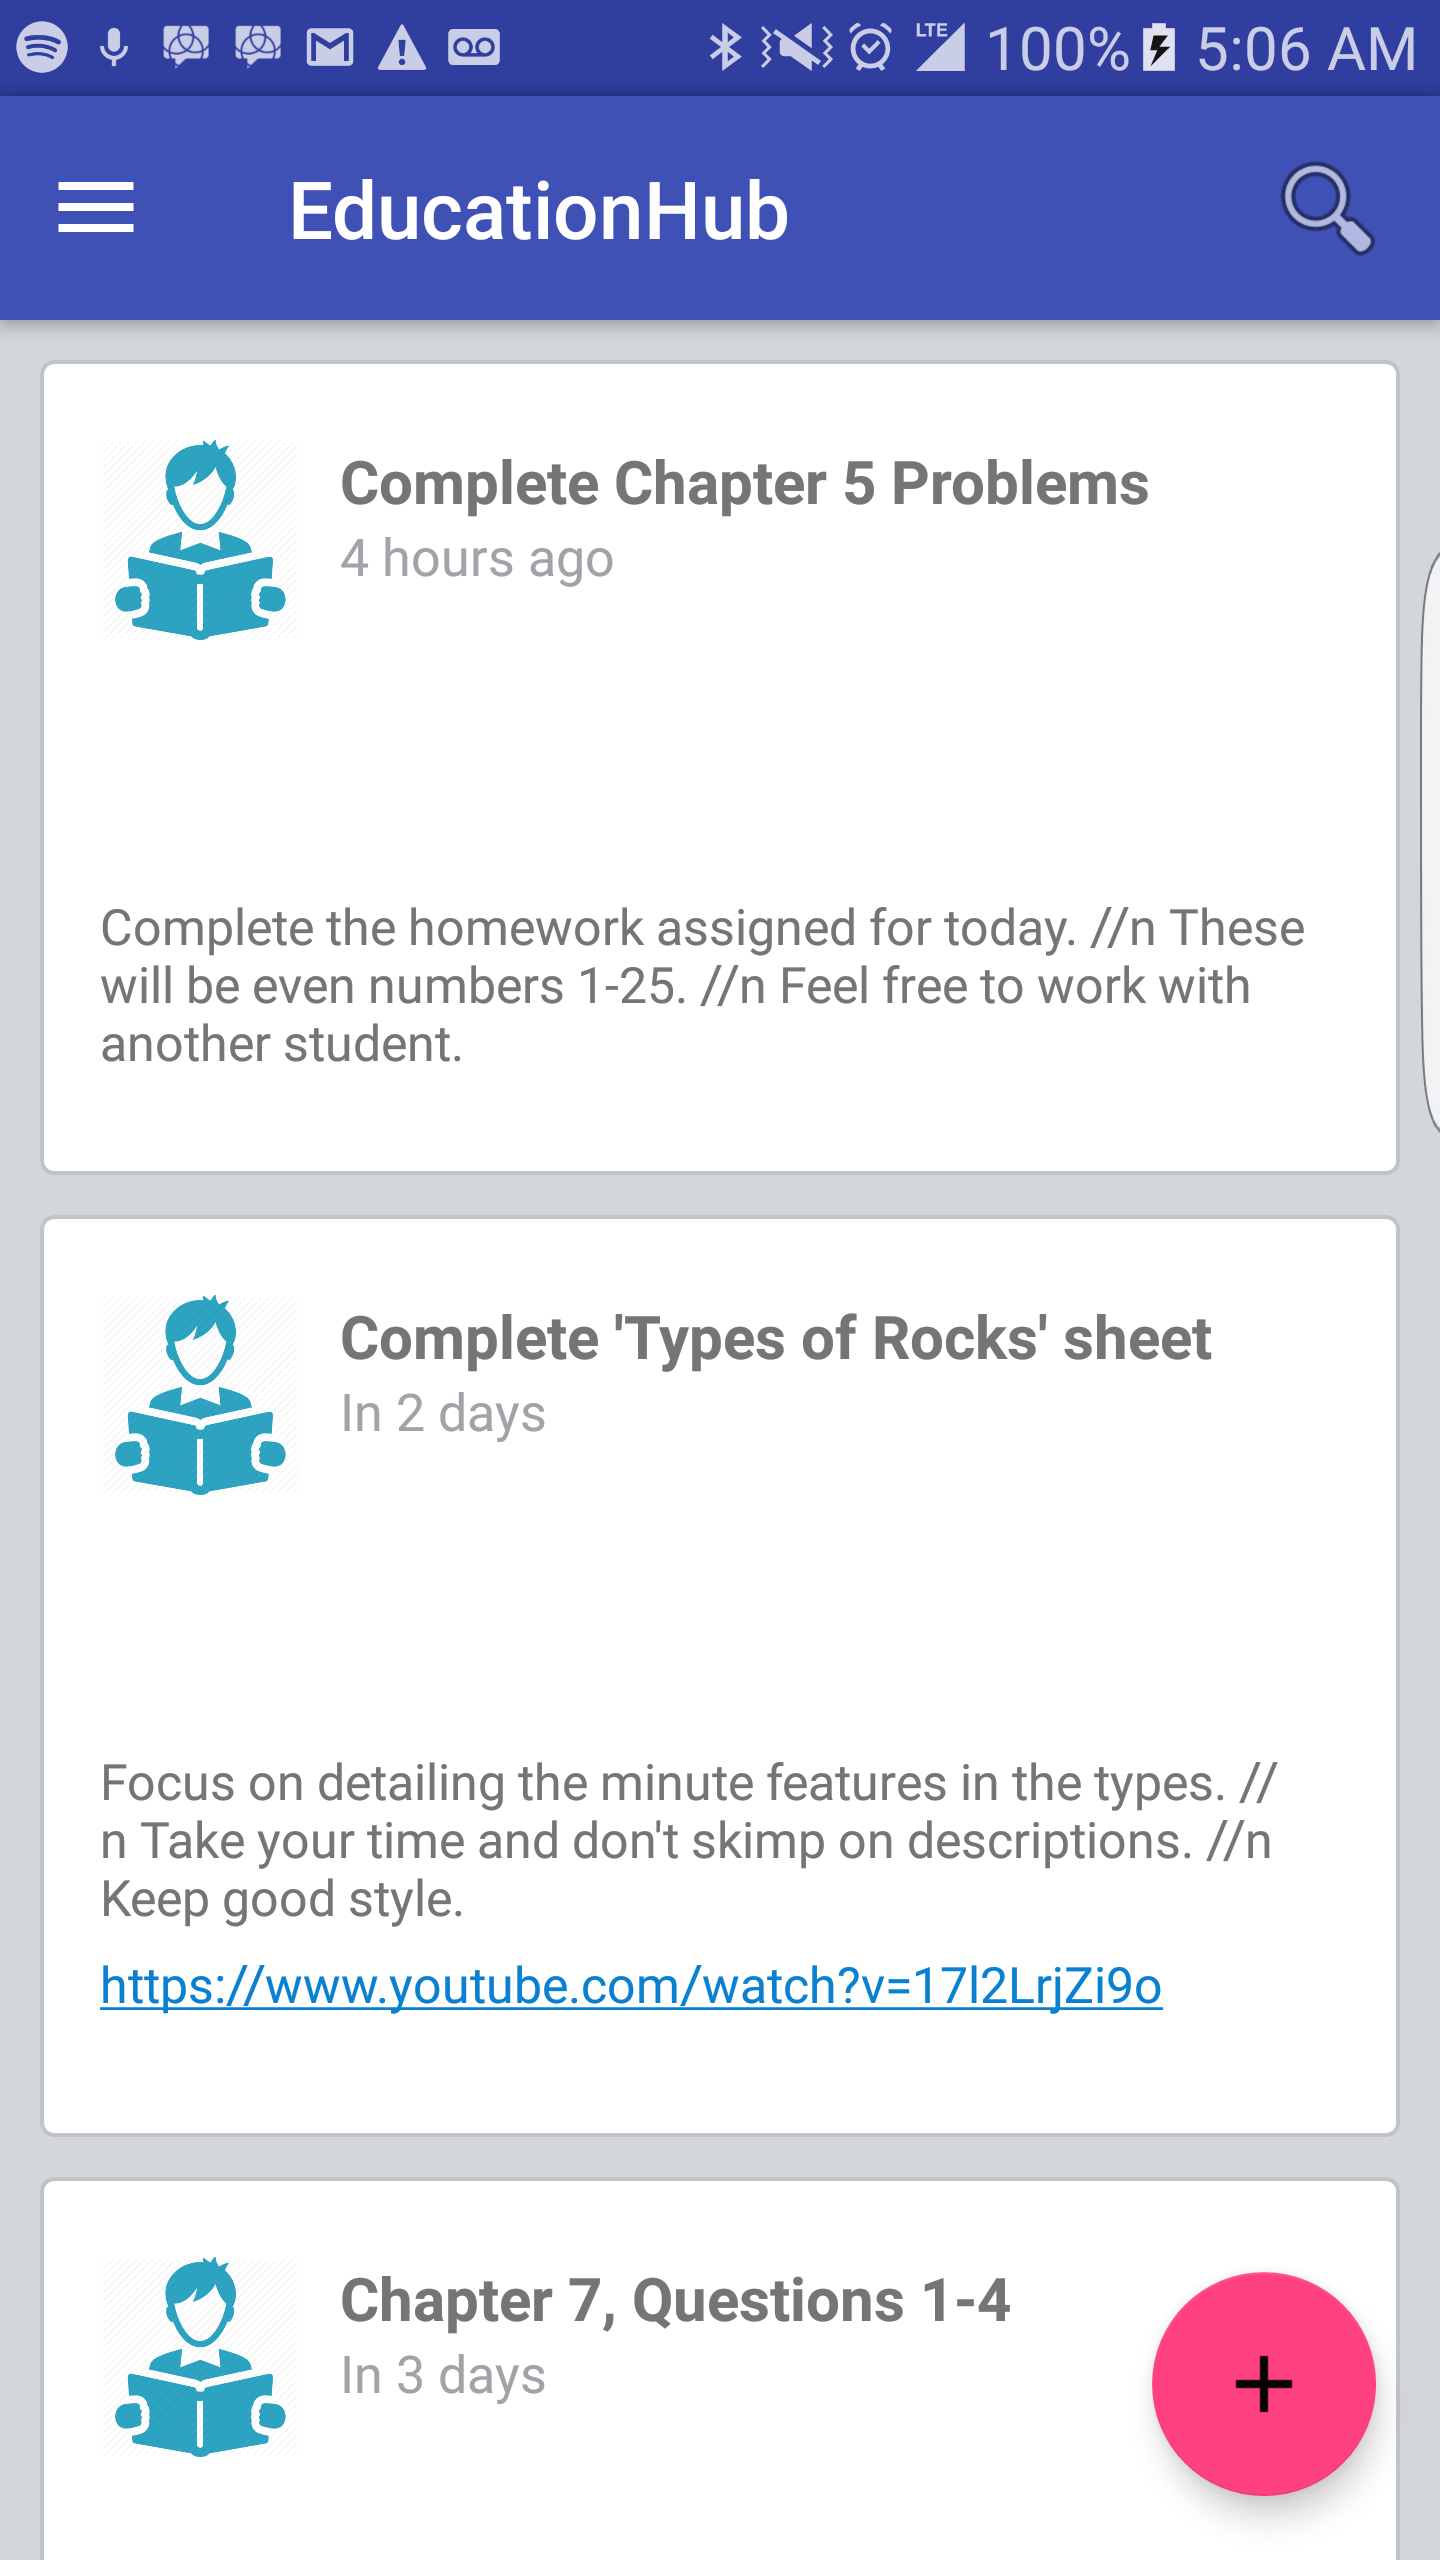 LTE 100% 5:06 AM
EducationHub
Complete Chapter 5 Problems
4 hours ago
Complete the homework assigned for today. //n These
will be even numbers 1-25. //n Feel free to work with
another student.
Complete 'Types of Rocks' sheet
In 2 days
Focus on detailing the minute features in the types. //
n Take your time and don't skimp on descriptions. //n
Keep good style.
https://www.youtube.com/watch?v=17l2LrjZi9o
Chapter 7, Questions 1-4
In 3 days